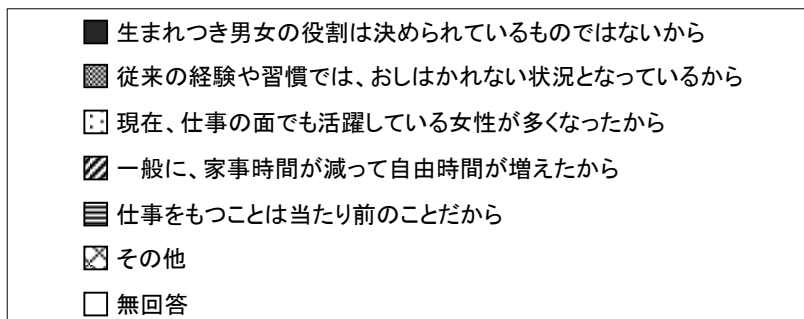 生まれつき男女の役割は決められているものではないから
従来の経験や習慣では、おしはかれない状況となっているから
現在、仕事の面でも活躍している女性が多くなったから
一般に、家事時間が減って自由時間が増えたから
仕事をもつことは当たり前のことだから
その他
無回答